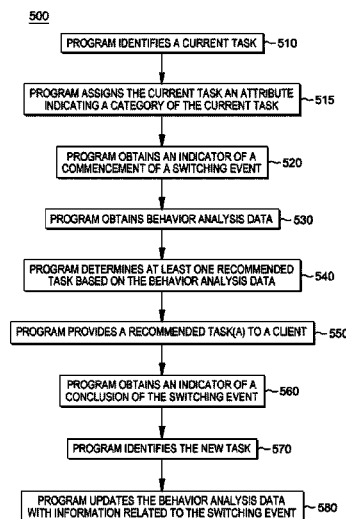 500
PROGRAM IDENTIFIES A CURRENT TASK 510
PROGRAM ASSIGNS THE CURRENT TASK AN ATTRIBUTE
INDICATING A CATEGORY OF THE CURRENT TASK 515
PROGRAM OBTAINS AN INDICATOR OF A
COMMENCEMENT OF A SWITCHING EVENT 520
PROGRAM OBTAINS BEHAVIOR ANALYSIS DATA 530
PROGRAM DETERMINES AT LEAST ONE RECOMMENDED
TASK BASED ON THE BEHAVIOR ANALYSIS DATA 540
PROGRAM PROVIDES A RECOMMENDED TASK(A) TO A CLIENT 550
PROGRAM OBTAINS AN INDICATOR OF A
CONCLUSION OF THE SWITCHING EVENT 560
PROGRAM IDENTIFIES THE NEW TASK 570
PROGRAM UPDATES THE BEHAVIOR ANALYSIS DATA
WITH INFORMATION RELATED TO THE SWITCHING EVENT 580